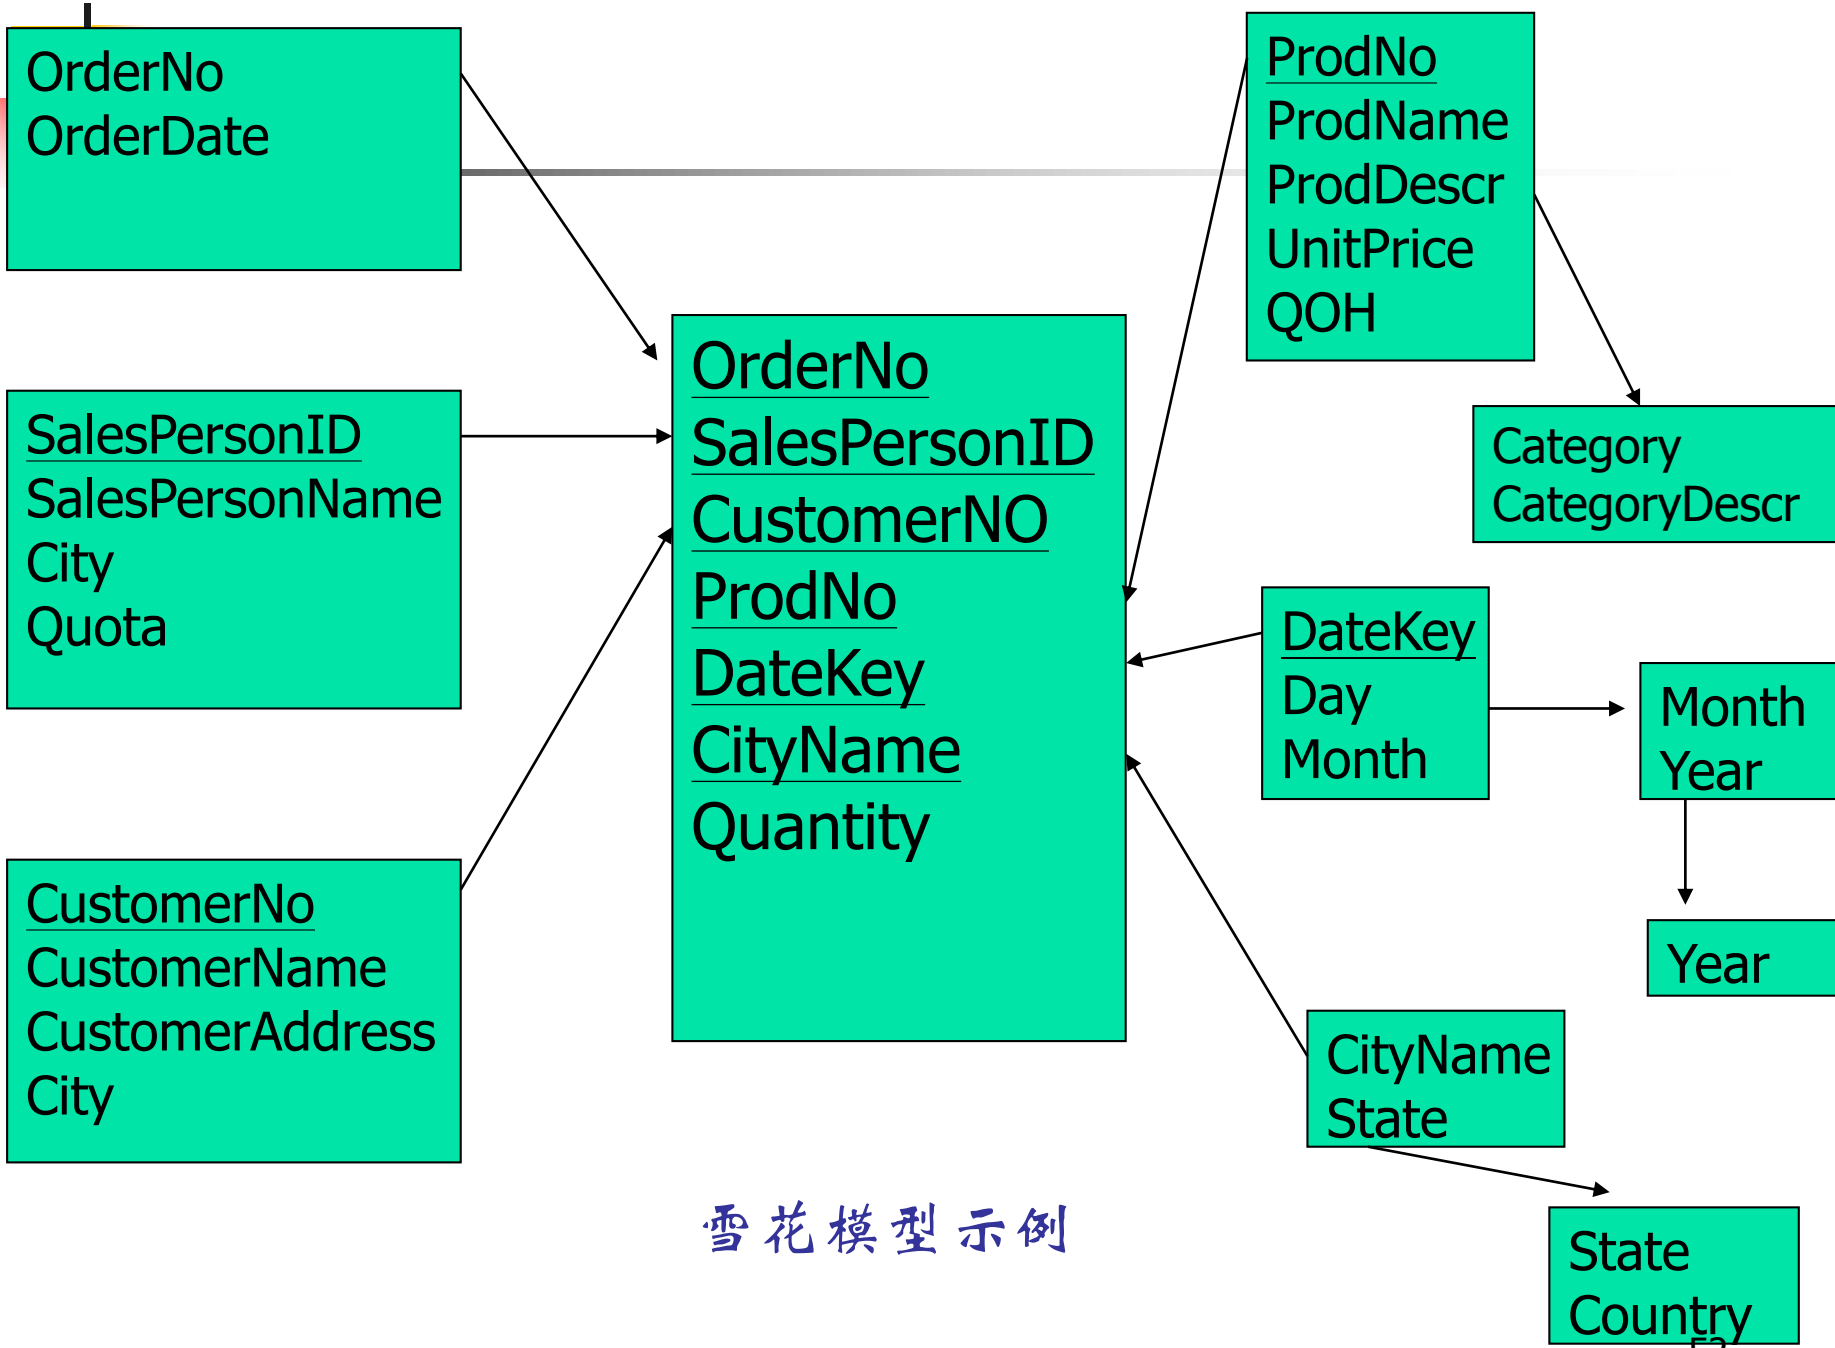 OrderNo
OrderDate
SalesPersonID
SalesPersonName
City
Quota
CustomerNo
CustomerName
CustomerAddress
City
OrderNo
SalesPersonID
CustomerNO
ProdNo
DateKey
CityName
Quantity
ProdNo
ProdName
ProdDescr
UnitPrice
QOH
Category
CategoryDescr
DateKey
Day
Month
Month
Year
Year
CityName
State
State
Country
雪花模型示例